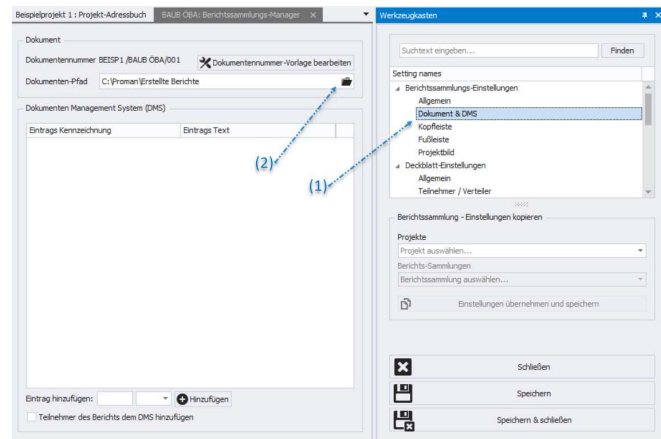 Beispielprojekt 1 : Projekt-Adressbuch
BAUB ÖBA: Berichtssammlungs-Manager
Dokument
Dokumentennummer BEISP1 /BAUB ÖBA/001
Dokumentennummer-Vorlage bearbeiten
Dokumenten-Pfad C:\Proman\Erstellte Berichte
Dokumenten Management System (DMS)
Eintrags Kennzeichnung Eintrags Text
(2)
(1)
Eintrag hinzufügen: Hinzufügen
Teilnehmer des Berichts dem DMS hinzufügen
Werkzeugkasten
Suchtext eingeben... Finden
Setting names
Berichtssammlungs-Einstellungen
Allgemein
Dokument & DMS
Kopfleiste
Fußleiste
Projektbild
Deckblatt-Einstellungen
Allgemein
Teilnehmer / Verteiler
Berichtssammlung - Einstellungen kopieren
Projekte
Projekt auswählen...
Berichts-Sammlungen
Berichtssammlung auswählen...
Einstellungen übernehmen und speichern
Schließen
Speichern
Speichern & schließen